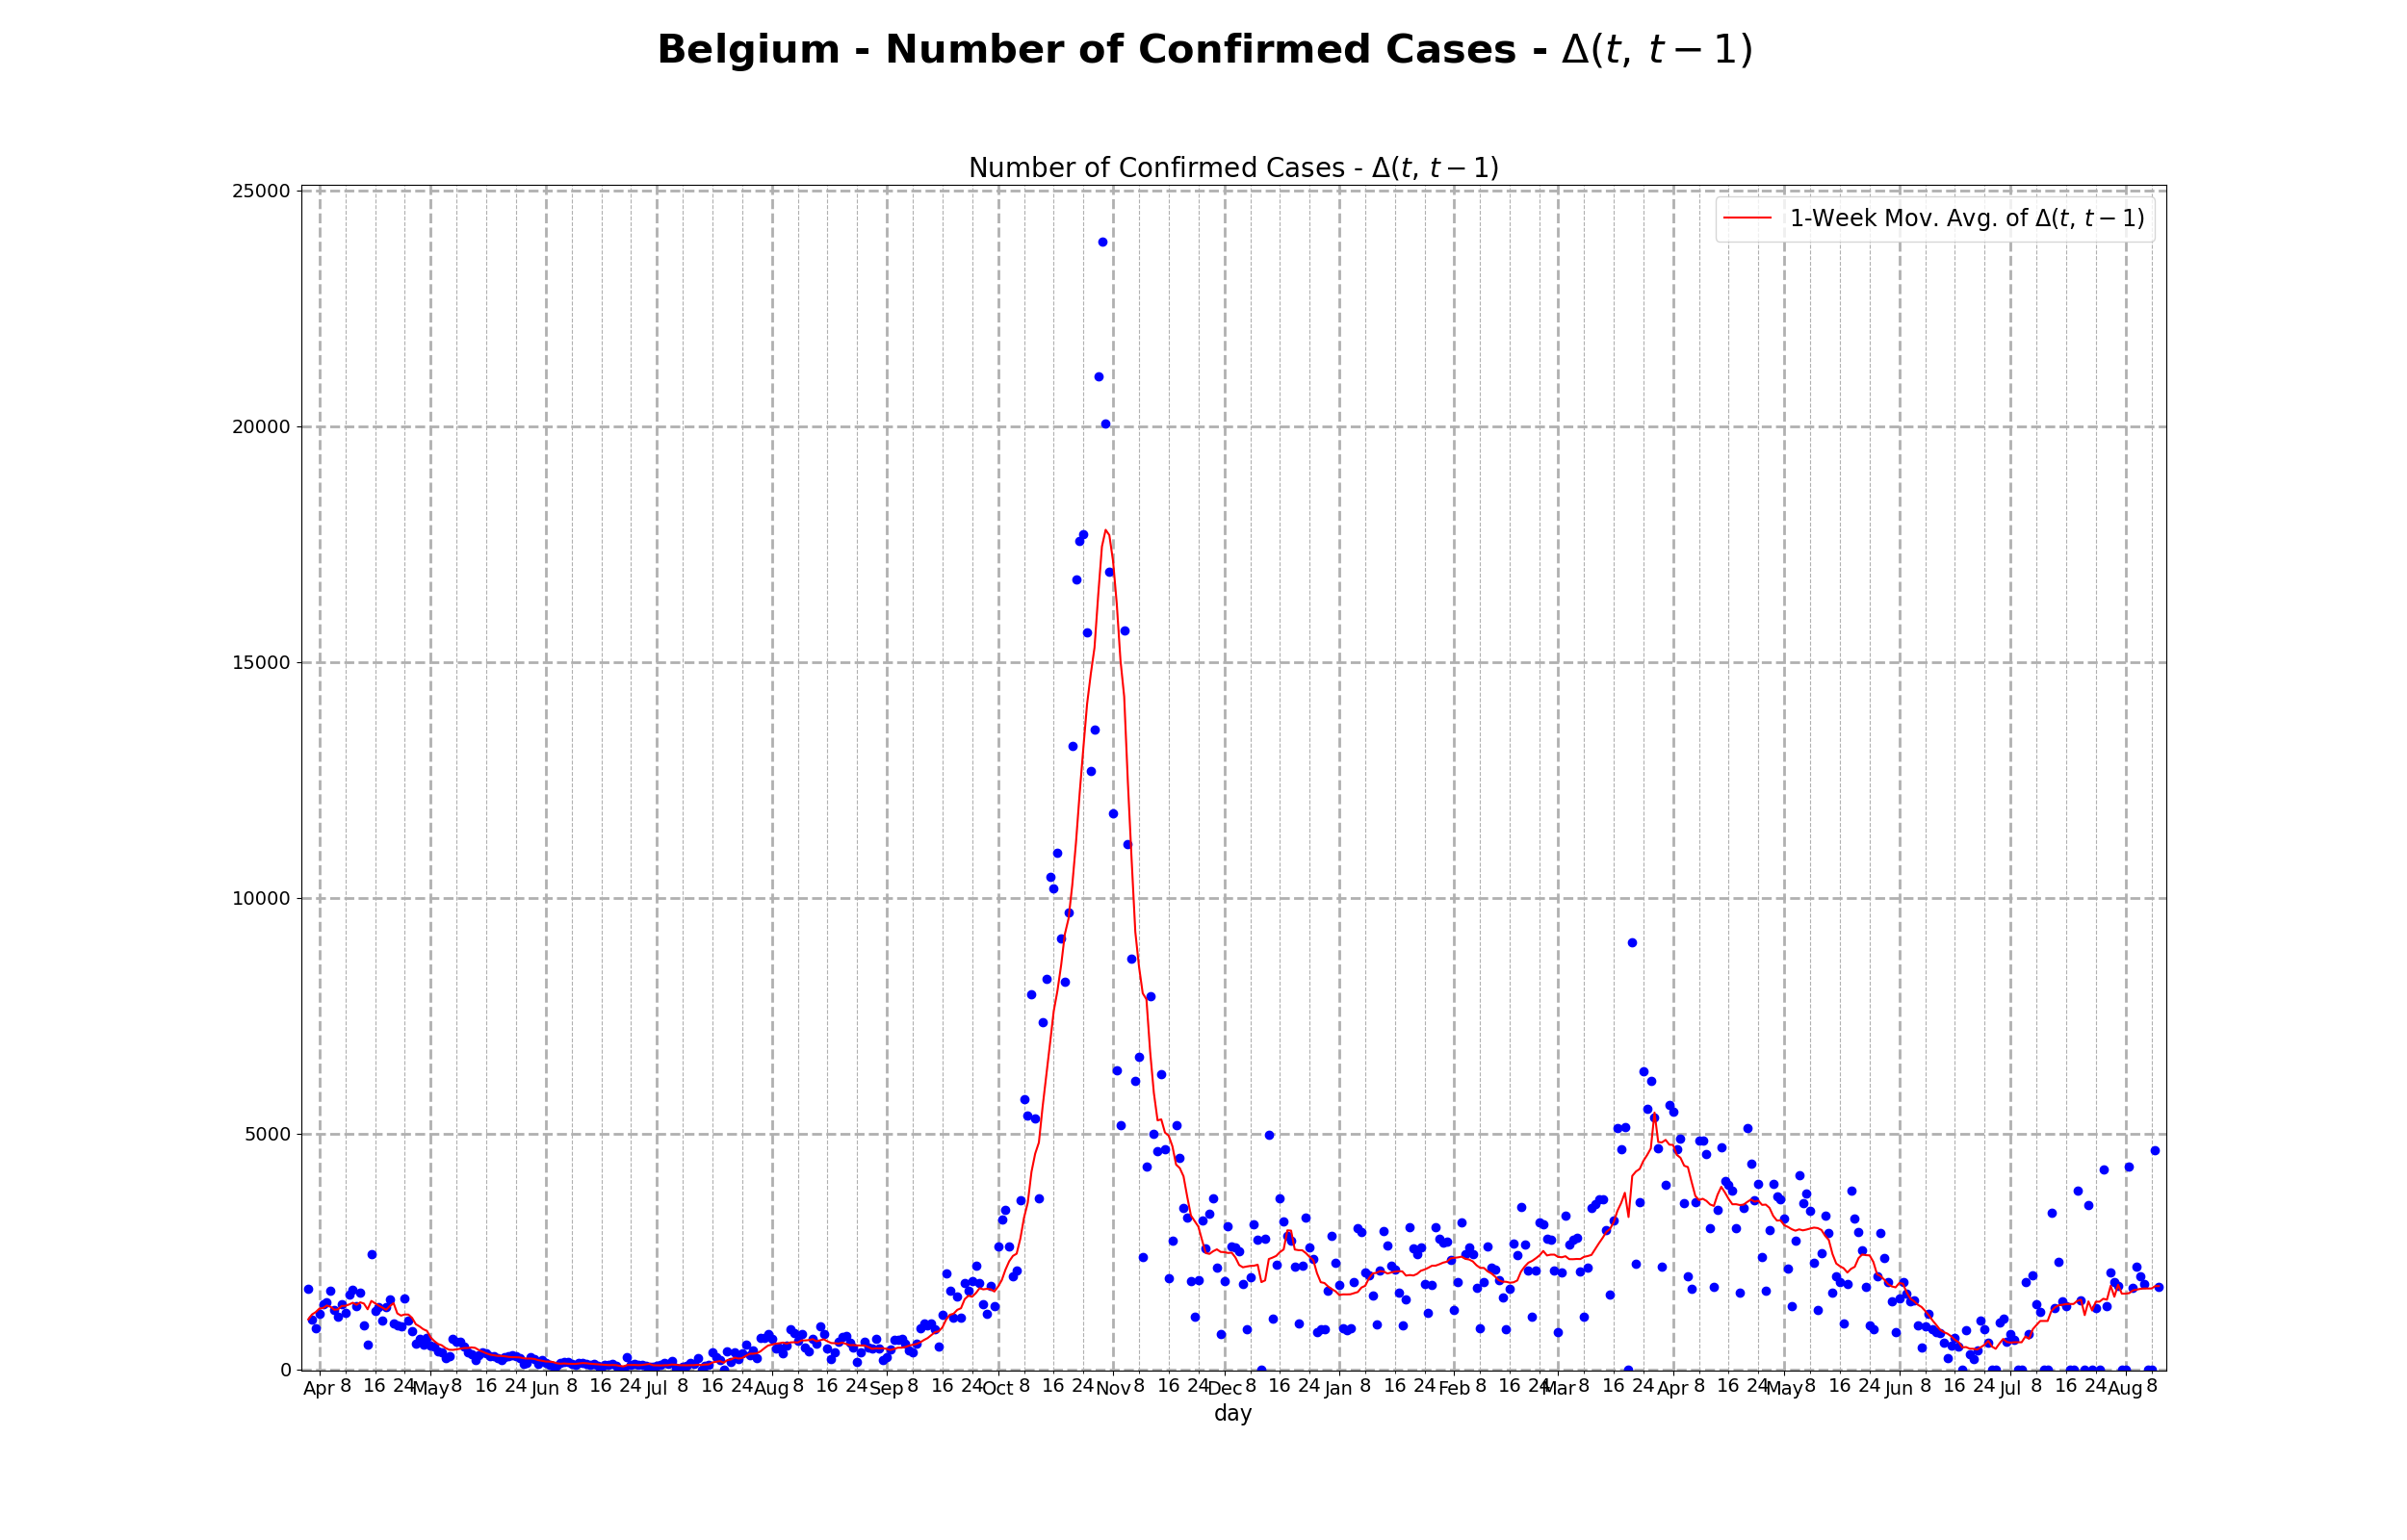 Belgium - Number of Confirmed Cases - Δ(t, t − 1)
Number of Confirmed Cases - Δ(t, t − 1)
1-Week Mov. Avg. of Δ(t, t − 1)
25000
20000
15000
10000
5000
0
Apr 8 16 24 May 8 16 24 Jun 8 16 24 Jul 8 16 24 Aug 8 16 24 Sep 8 16 24 Oct 8 16 24 Nov 8 16 24 Dec 8 16 24 Jan 8 16 24 Feb 8 16 24 Mar 8 16 24 Apr 8 16 24 May 8 16 24 Jun 8 16 24 Jul 8 16 24 Aug 8
day